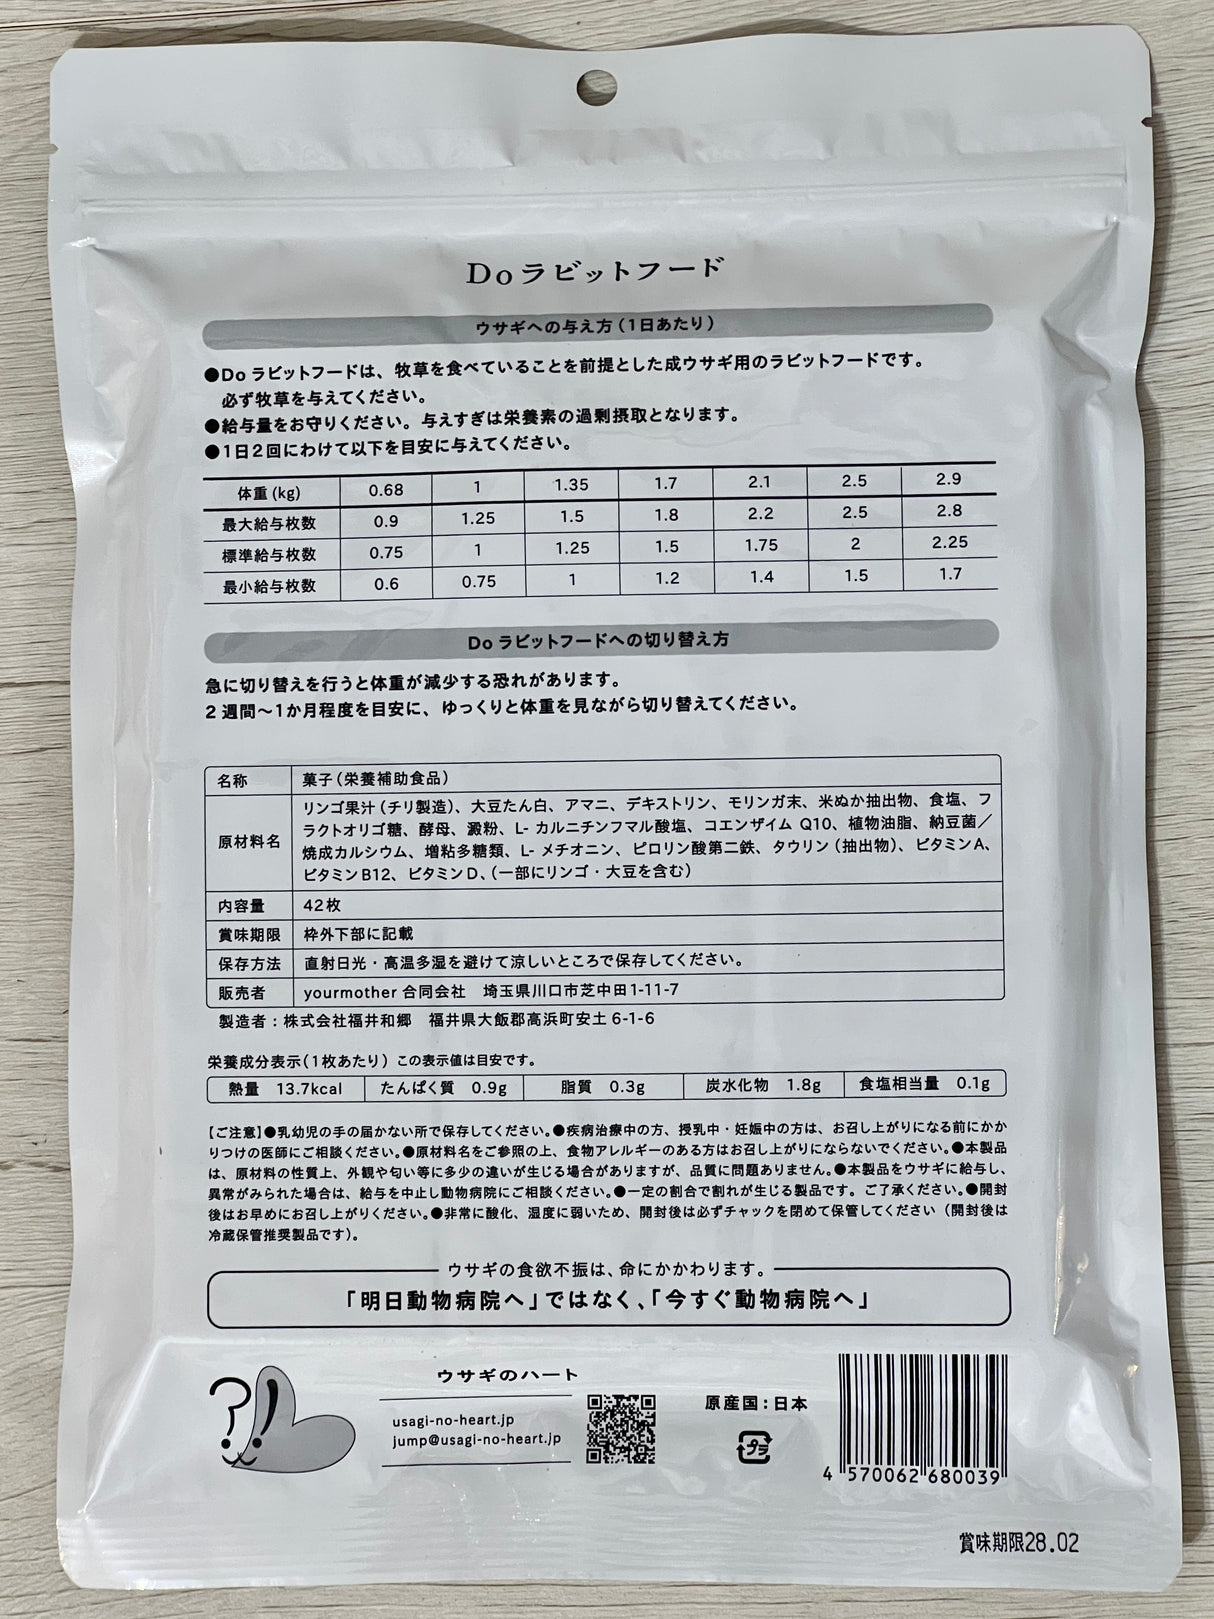 Doラビットフード
ウサギへの与え方(1日あたり)
●Do ラビットフードは、牧草を食べていることを前提とした成ウサギ用のラビットフードです。
必ず牧草を与えてください。
●給与量をお守りください。与えすぎは栄養素の過剰摂取となります。
●1日2回にわけて以下を目安に与えてください。
体重(kg) 0.68 1 1.35 1.7 2.1 2.5 2.9
最大給与枚数 0.9 1.25 1.5 1.8 2.2 2.5 2.8
標準給与枚数 0.75 1 1.25 1.5 1.75 2 2.25
最小給与枚数 0.6 0.75 1 1.2 1.4 1.5 1.7
Do ラビットフードへの切り替え方
急に切り替えを行うと体重が減少する恐れがあります。
2週間〜1か月程度を目安に、ゆっくりと体重を見ながら切り替えてください。
名称 菓子(栄養補助食品)
原材料名 リンゴ果汁(チリ製造)、大豆たん白、アマニ、デキストリン、モリンガ末、米ぬか抽出物、食塩、フ
ラクトオリゴ糖、酵母、澱粉、L- カルニチンフマル酸塩、コエンザイム Q10、植物油脂、納豆菌／
焼成カルシウム、増粘多糖類、L- メチオニン、ピロリン酸第二鉄、タウリン(抽出物)、ビタミンA、
ビタミンB12、ビタミンD、(一部にリンゴ・大豆を含む)
内容量 42枚
賞味期限 枠外下部に記載
保存方法 直射日光・高温多湿を避けて涼しいところで保存してください。
販売者 yourmother 合同会社 埼玉県川口市芝中田1-11-7
製造者:株式会社福井和郷 福井県大飯郡高浜町安土 6-1-6
栄養成分表示(1枚あたり) この表示値は目安です。
熱量 13.7kcal たんぱく質 0.9g 脂質 0.3g 炭水化物 1.8g 食塩相当量 0.1g
【ご注意】●乳幼児の手の届かない所で保存してください。●疾病治療中の方、授乳中・妊娠中の方は、お召し上がりになる前にかか
りつけの医師にご相談ください。●原材料名をご参照の上、食物アレルギーのある方はお召し上がりにならないでください。●本製品
は、原材料の性質上、外観や匂い等に多少の違いが生じる場合がありますが、品質に問題ありません。●本製品をウサギに給与し、
異常がみられた場合は、給与を中止し動物病院にご相談ください。●一定の割合で割れが生じる製品です。ご了承ください。●開封
後はお早めにお召し上がりください。●非常に酸化、湿度に弱いため、開封後は必ずチャックを閉めて保管してください(開封後は
冷蔵保管推奨製品です)。
ウサギの食欲不振は、命にかかわります。
「明日動物病院へ」ではなく、「今すぐ動物病院へ」
ウサギのハート
usagi-no-heart.jp
jump@usagi-no-heart.jp
原産国:日本
プラ
4 570062 680039
賞味期限28.02